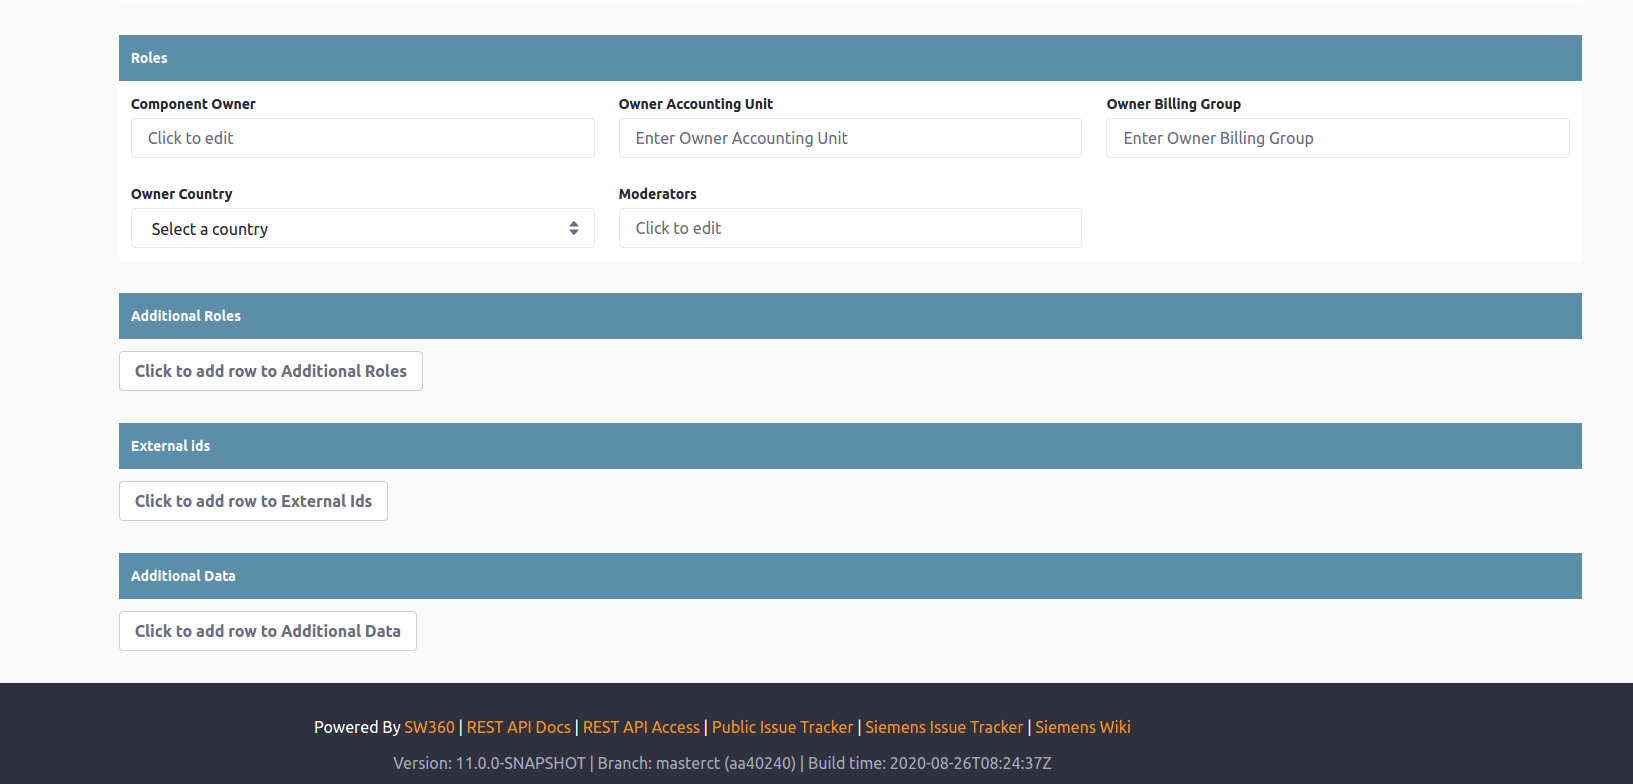 Roles
Component Owner
Owner Accounting Unit
Owner Billing Group
Click to edit
Enter Owner Accounting Unit
Enter Owner Billing Group
Owner Country
Moderators
Select a country
Click to edit
Additional Roles
Click to add row to Additional Roles
External ids
Click to add row to External Ids
Additional Data
Click to add row to Additional Data
Powered By SW360 | REST API Docs | REST API Access | Public Issue Tracker | Siemens Issue Tracker | Siemens Wiki
Version: 11.0.0-SNAPSHOT | Branch: masterct (aa40240) | Build time: 2020-08-26T08:24:37Z